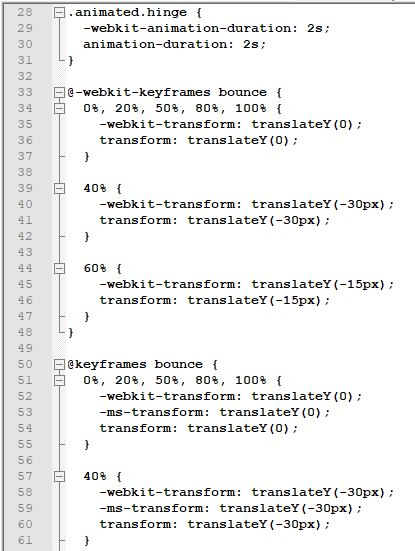 28 .animated.hinge {
29 -webkit-animation-duration: 2s;
30 animation-duration: 2s;
31 }
32
33 @-webkit-keyframes bounce {
34 0%, 20%, 50%, 80%, 100% {
35 -webkit-transform: translateY(0);
36 transform: translateY(0);
37 }
38
39 40% {
40 -webkit-transform: translateY(-30px);
41 transform: translateY(-30px);
42 }
43
44 60% {
45 -webkit-transform: translateY(-15px);
46 transform: translateY(-15px);
47 }
48 }
49
50 @keyframes bounce {
51 0%, 20%, 50%, 80%, 100% {
52 -webkit-transform: translateY(0);
53 -ms-transform: translateY(0);
54 transform: translateY(0);
55 }
56
57 40% {
58 -webkit-transform: translateY(-30px);
59 -ms-transform: translateY(-30px);
60 transform: translateY(-30px);
61 }